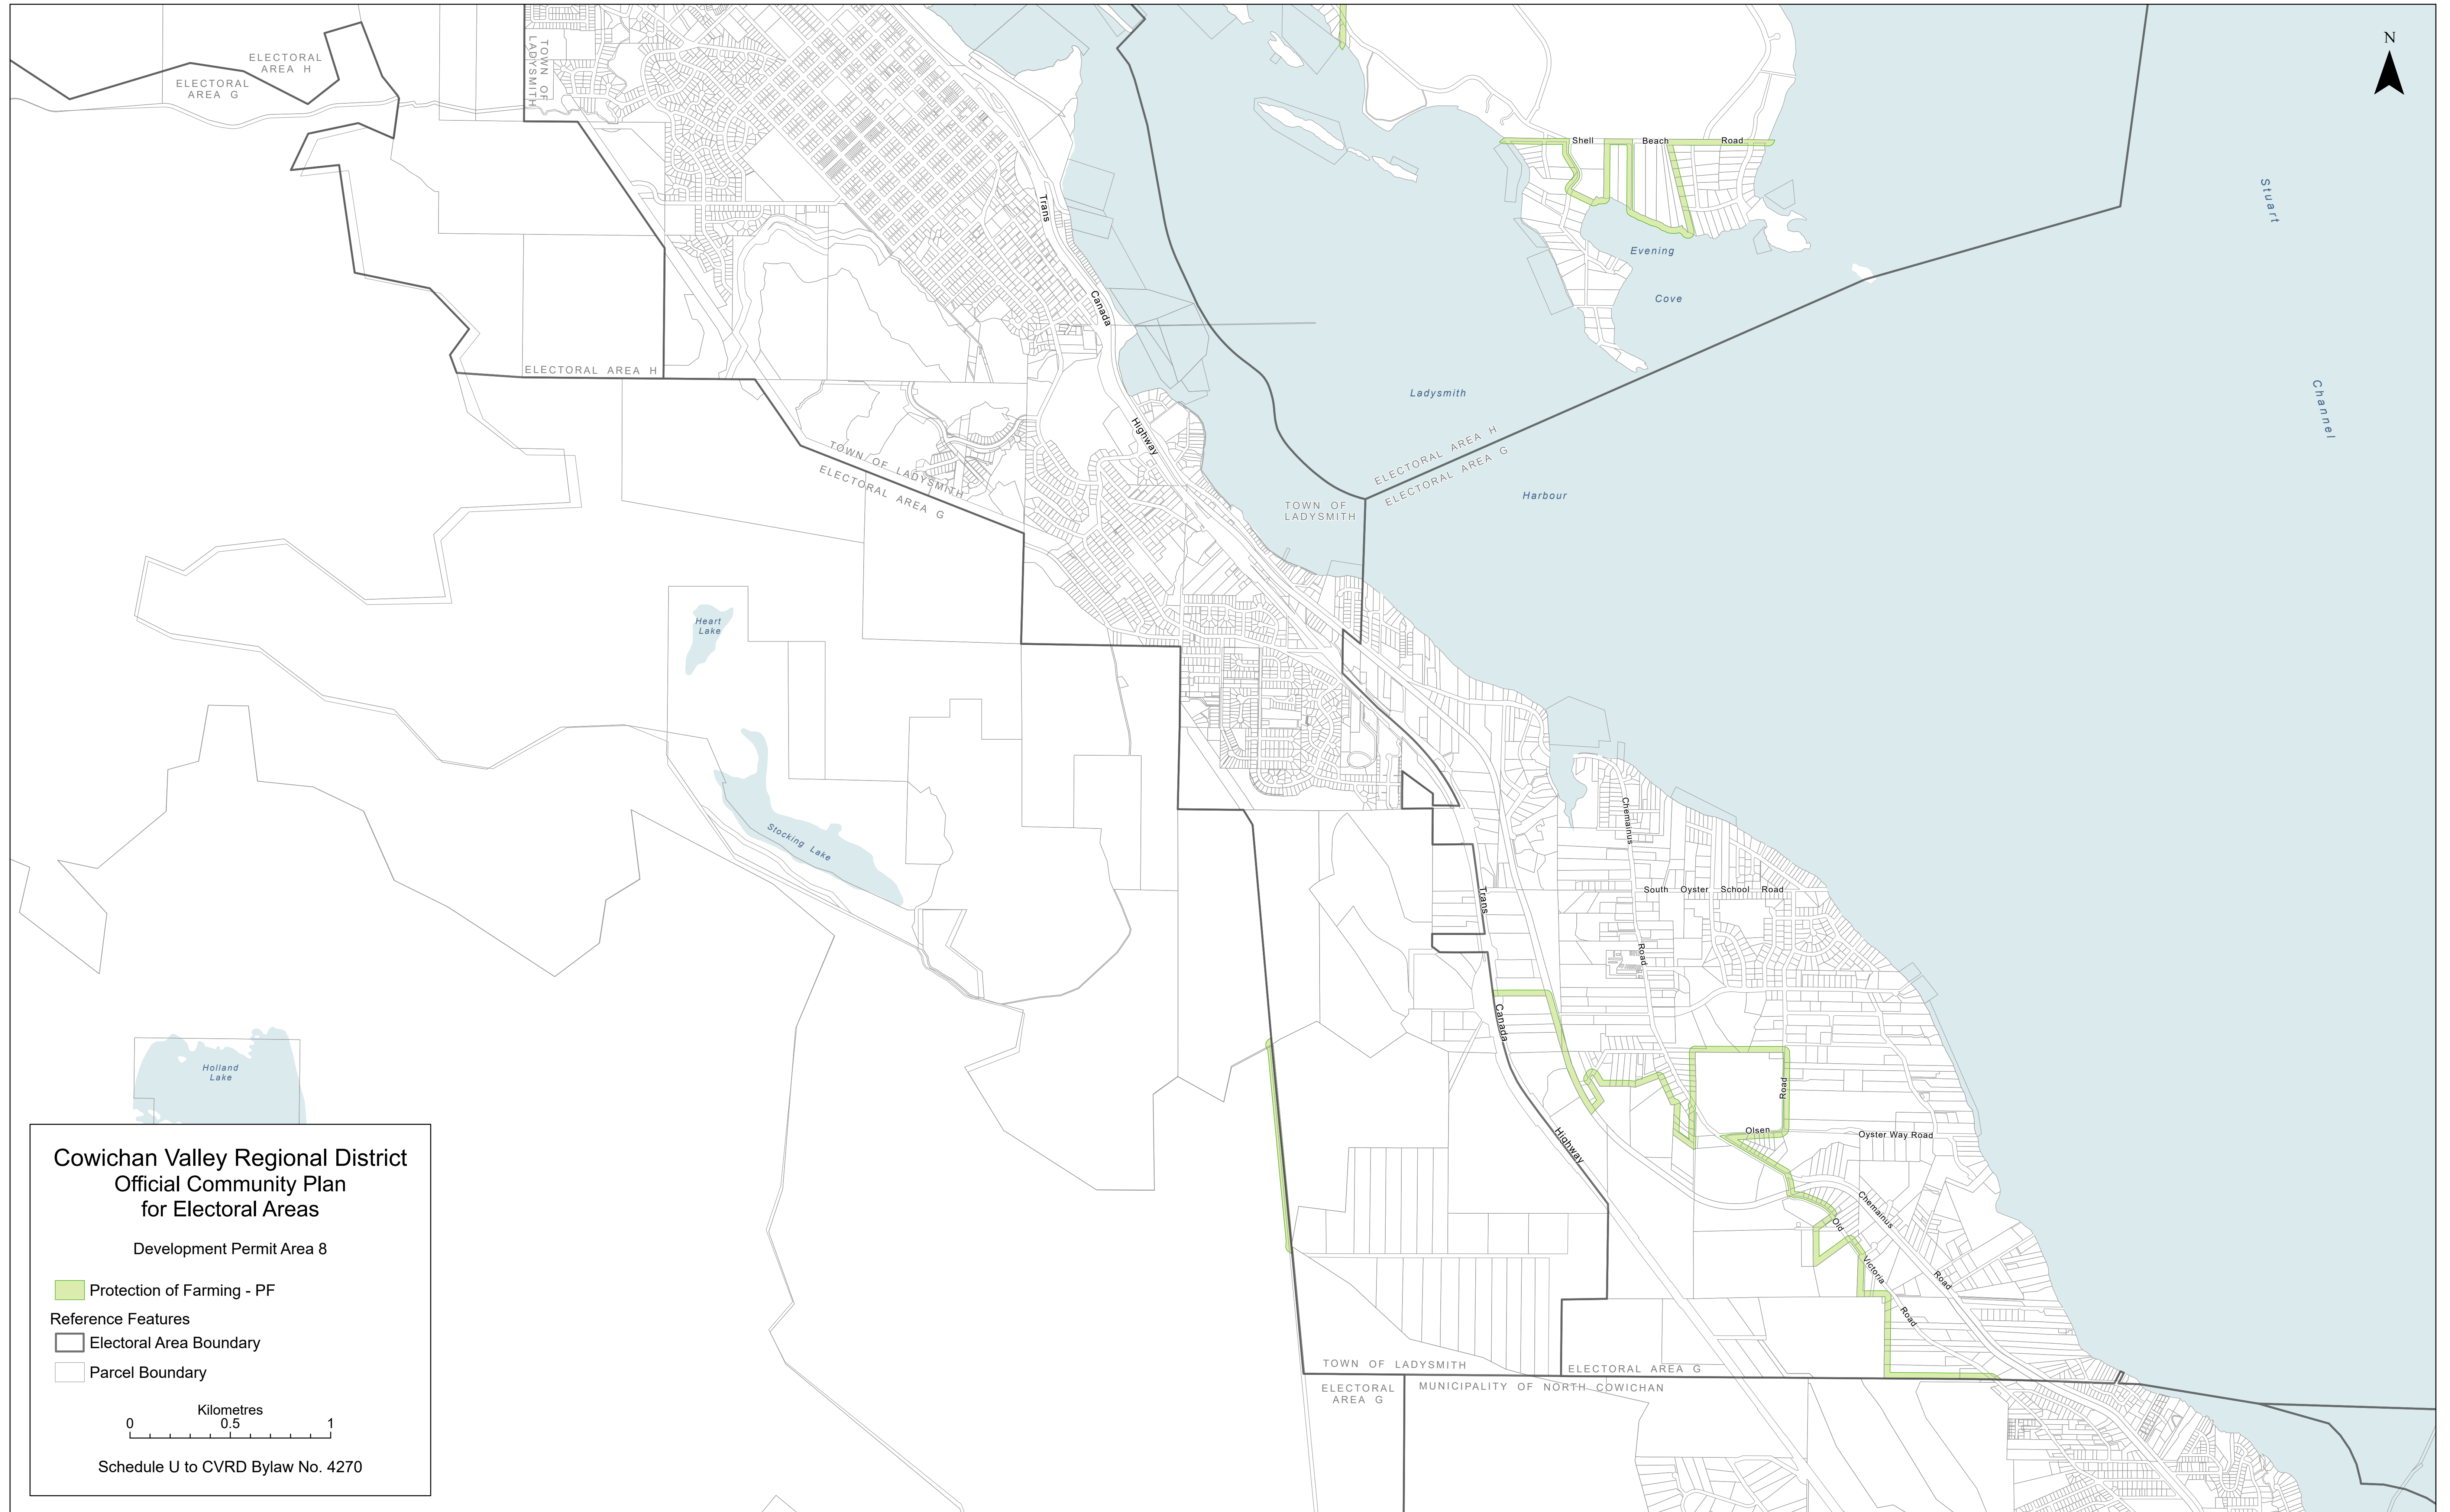 N
ELECTORAL
AREA H
ELECTORAL
AREA G
TOWN OF
LADYSMITH
Shell Beach Road
Stuart
Channel
Evening
Cove
Trans
Canada
Highway
ELECTORAL AREA H
Ladysmith
Harbour
ELECTORAL AREA H
ELECTORAL AREA G
TOWN OF LADYSMITH
ELECTORAL AREA G
TOWN OF
LADYSMITH
Heart
Lake
Stocking Lake
Chemainus
Road
South Oyster School Road
Trans
Canada
Highway
Holland
Lake
Road
Olsen
Oyster Way Road
Chemainus
Road
Old
Victoria
Road
TOWN OF LADYSMITH
ELECTORAL AREA G
ELECTORAL
AREA G
MUNICIPALITY OF NORTH COWICHAN
Cowichan Valley Regional District
Official Community Plan
for Electoral Areas
Development Permit Area 8
Protection of Farming - PF
Reference Features
Electoral Area Boundary
Parcel Boundary
Kilometres
0 0.5 1
Schedule U to CVRD Bylaw No. 4270